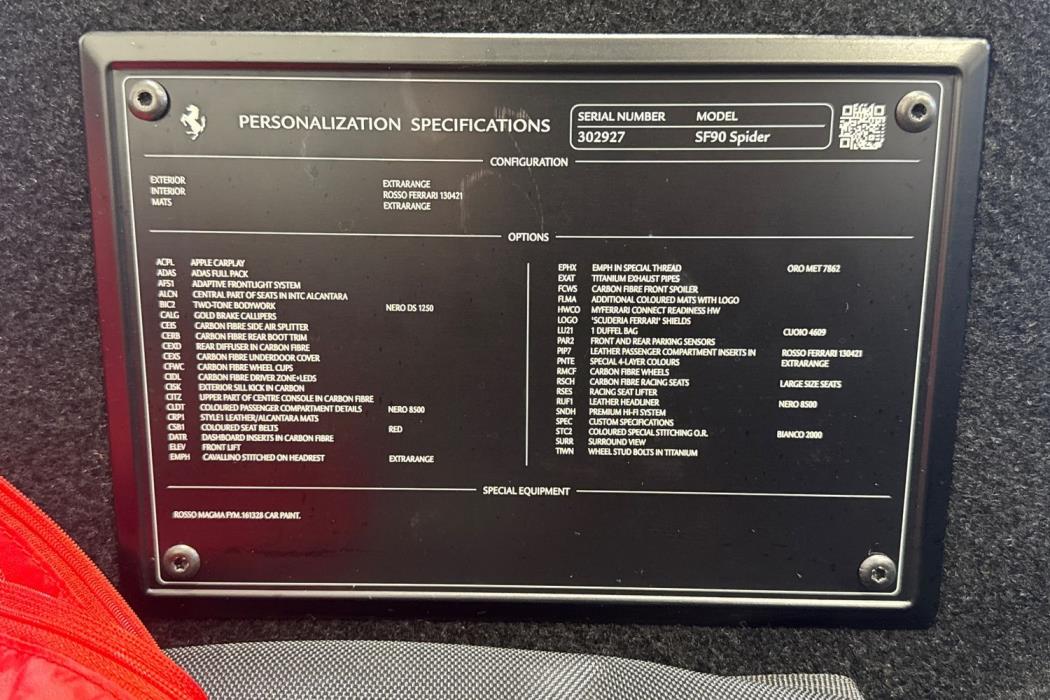 PERSONALIZATION SPECIFICATIONS
SERIAL NUMBER MODEL
302927 SF90 Spider
CONFIGURATION
EXTERIOR EXTRARANGE
INTERIOR ROSSO FERRARI 130421
MATS EXTRARANGE
OPTIONS
ACPL APPLE CARPLAY
ADAS ADAS FULL PACK
AFS1 ADAPTIVE FRONTLIGHT SYSTEM
ALCN CENTRAL PART OF SEATS IN INTC ALCANTARA
BIC2 TWO-TONE BODYWORK NERO DS 1250
CALG GOLD BRAKE CALLIPERS
CEIS CARBON FIBRE SIDE AIR SPLITTER
CERB CARBON FIBRE REAR BOOT TRIM
CEXD REAR DIFFUSER IN CARBON FIBRE
CEXS CARBON FIBRE UNDERDOOR COVER
CFWC CARBON FIBRE WHEEL CUPS
CIDL CARBON FIBRE DRIVER ZONE+LEDS
CISK EXTERIOR SILL KICK IN CARBON
CITZ UPPER PART OF CENTRE CONSOLE IN CARBON FIBRE
CLDT COLOURED PASSENGER COMPARTMENT DETAILS NERO 8500
CRP1 STYLE1 LEATHER/ALCANTARA MATS
CSB1 COLOURED SEAT BELTS RED
DATR DASHBOARD INSERTS IN CARBON FIBRE
ELEV FRONT LIFT
EMPH CAVALLINO STITCHED ON HEADREST EXTRARANGE
EPHX EMPH IN SPECIAL THREAD ORO MET 7862
EXAT TITANIUM EXHAUST PIPES
FCWS CARBON FIBRE FRONT SPOILER
FLMA ADDITIONAL COLOURED MATS WITH LOGO
HWCO MYFERRARI CONNECT READINESS HW
LOGO 'SCUDERIA FERRARI' SHIELDS
LU21 1 DUFFEL BAG CUOIO 4609
PAR2 FRONT AND REAR PARKING SENSORS
PIP7 LEATHER PASSENGER COMPARTMENT INSERTS IN ROSSO FERRARI 130421
PNTE SPECIAL 4-LAYER COLOURS EXTRARANGE
RMCF CARBON FIBRE WHEELS
RSCH CARBON FIBRE RACING SEATS LARGE SIZE SEATS
RSES RACING SEAT LIFTER
RUF1 LEATHER HEADLINER NERO 8500
SNDH PREMIUM HI-FI SYSTEM
SPEC CUSTOM SPECIFICATIONS
STC2 COLOURED SPECIAL STITCHING O.R. BIANCO 2000
SURR SURROUND VIEW
TIWN WHEEL STUD BOLTS IN TITANIUM
SPECIAL EQUIPMENT
ROSSO MAGMA FYM.161328 CAR PAINT.